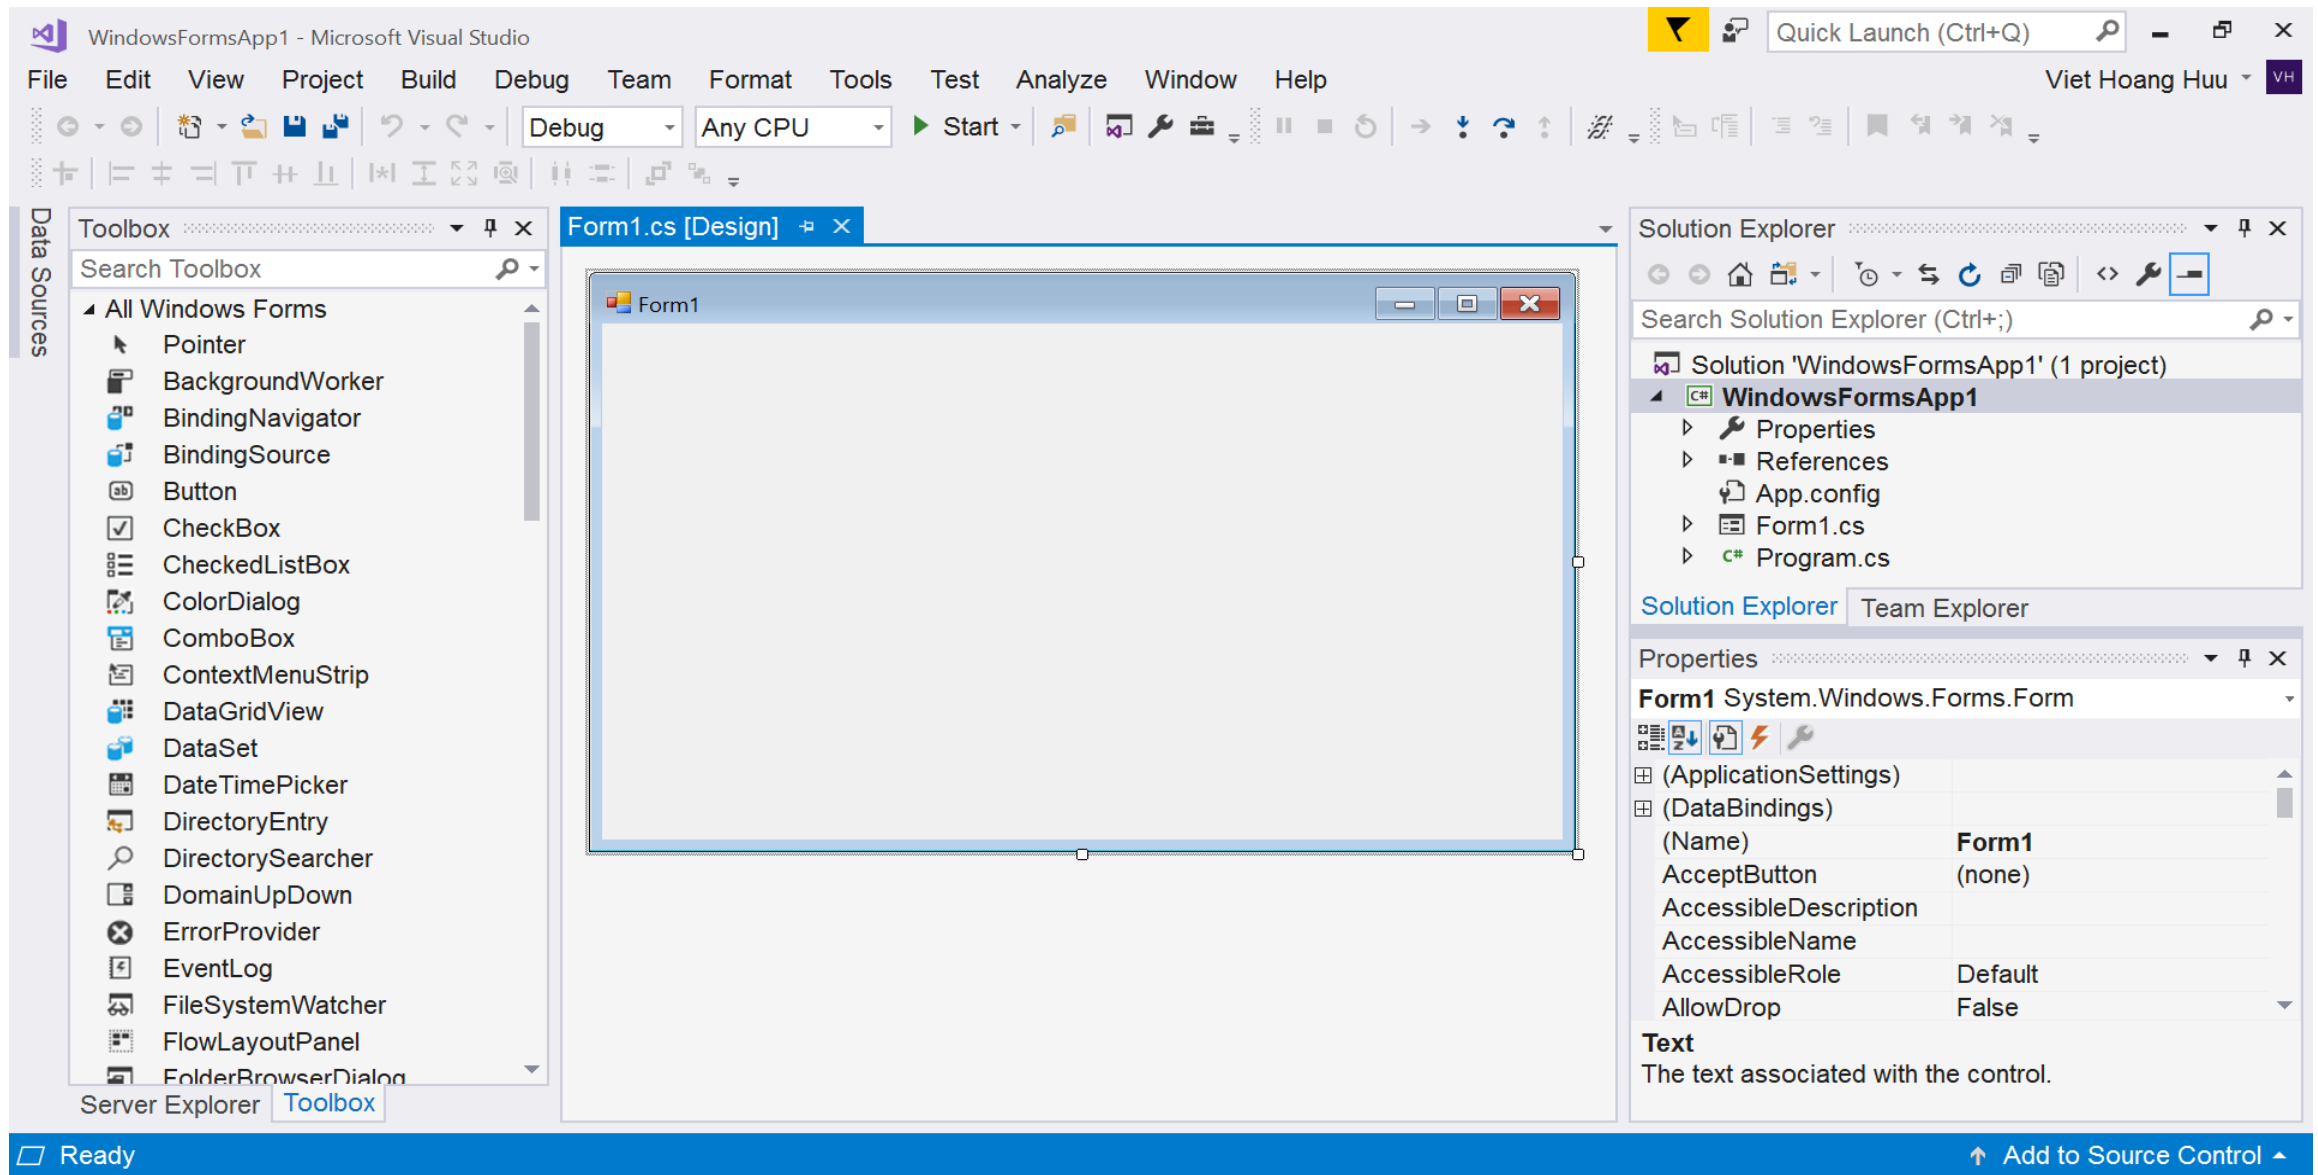 WindowsFormsApp1 - Microsoft Visual Studio
Quick Launch (Ctrl+Q)
File Edit View Project Build Debug Team Format Tools Test Analyze Window Help
Viet Hoang Huu VH
Debug Any CPU Start
Data Sources
Toolbox
Search Toolbox
All Windows Forms
Pointer
BackgroundWorker
BindingNavigator
BindingSource
Button
CheckBox
CheckedListBox
ColorDialog
ComboBox
ContextMenuStrip
DataGridView
DataSet
DateTimePicker
DirectoryEntry
DirectorySearcher
DomainUpDown
ErrorProvider
EventLog
FileSystemWatcher
FlowLayoutPanel
FolderBrowserDialog
Server Explorer Toolbox
Form1.cs [Design]
Form1
Solution Explorer
Search Solution Explorer (Ctrl+;)
Solution 'WindowsFormsApp1' (1 project)
C# WindowsFormsApp1
Properties
References
App.config
Form1.cs
C# Program.cs
Solution Explorer Team Explorer
Properties
Form1 System.Windows.Forms.Form
(ApplicationSettings)
(DataBindings)
(Name) Form1
AcceptButton (none)
AccessibleDescription
AccessibleName
AccessibleRole Default
AllowDrop False
Text
The text associated with the control.
Ready
Add to Source Control